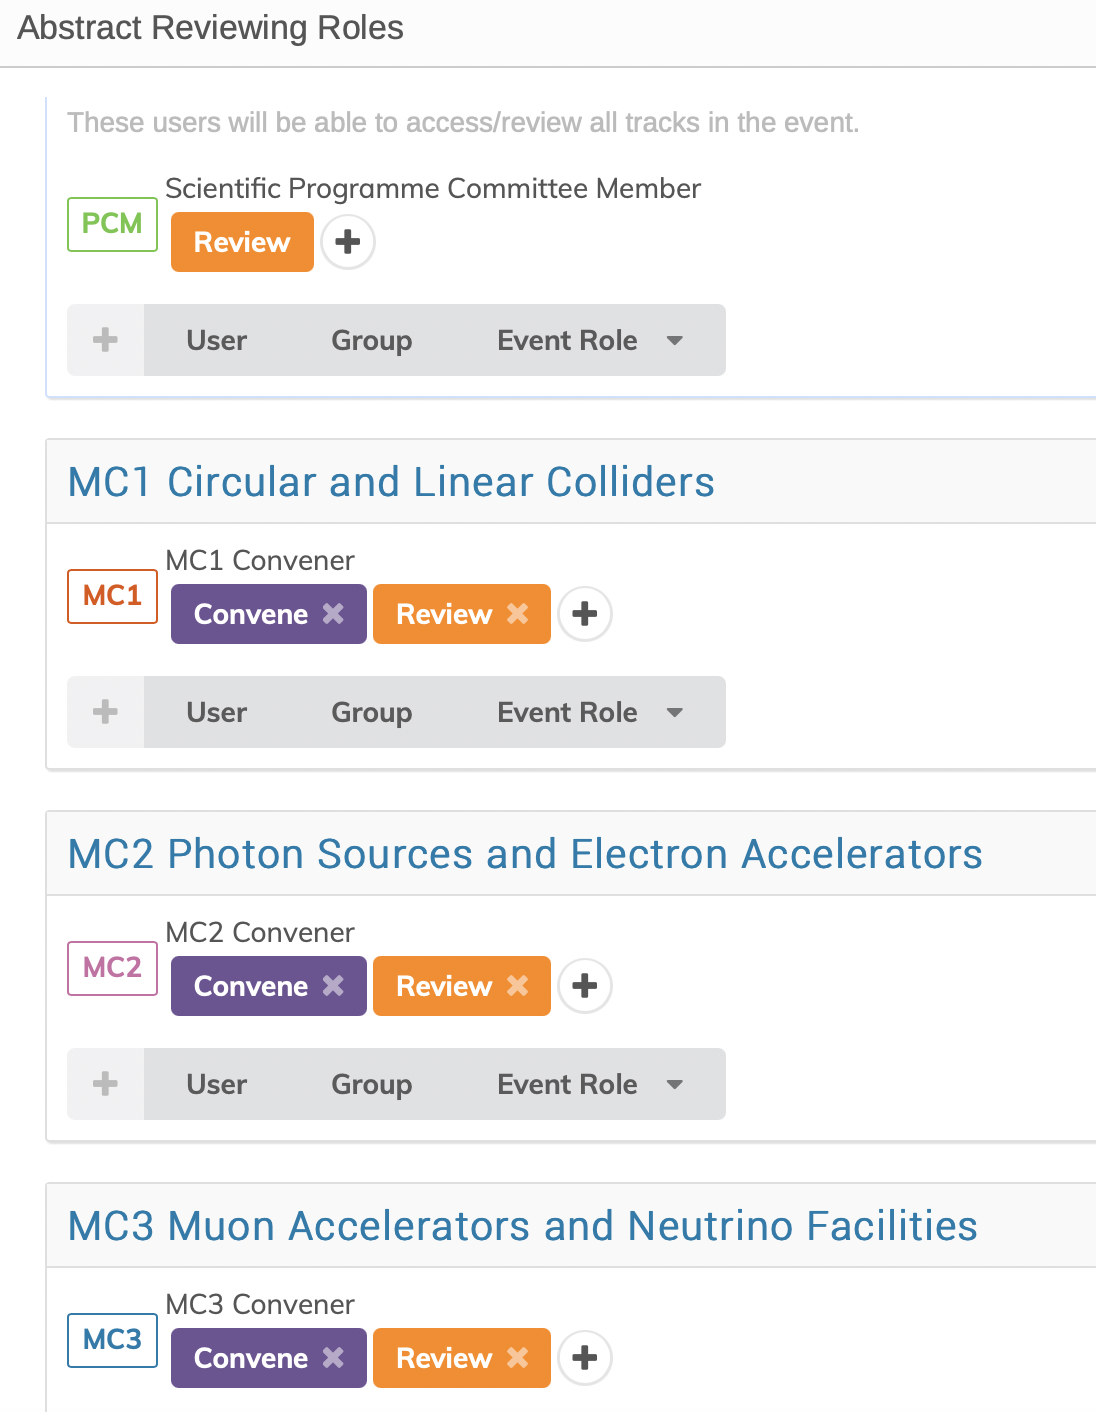 Abstract Reviewing Roles
These users will be able to access/review all tracks in the event.
Scientific Programme Committee Member
PCM
Review
User Group Event Role
MC1 Circular and Linear Colliders
MC1 Convener
MC1
Convene Review
User Group Event Role
MC2 Photon Sources and Electron Accelerators
MC2 Convener
MC2
Convene Review
User Group Event Role
MC3 Muon Accelerators and Neutrino Facilities
MC3 Convener
MC3
Convene Review